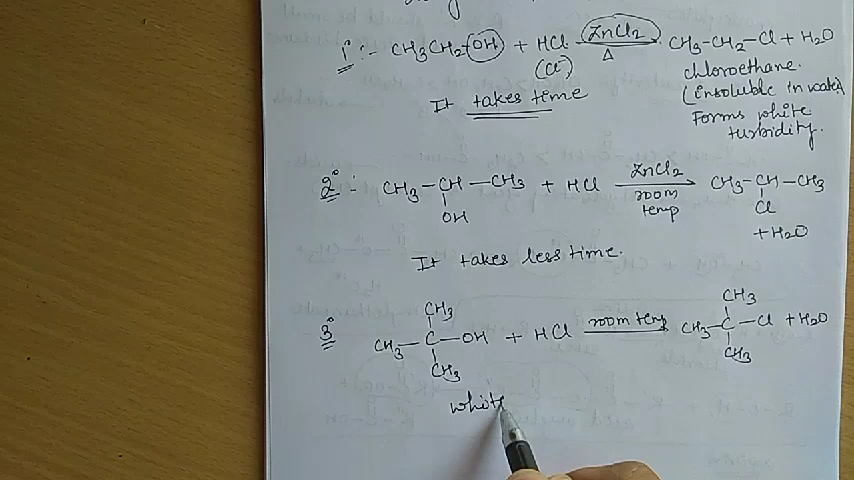 1° :- CH3CH2-OH + HCl ZnCl2 Δ CH3-CH2-Cl + H2O
(Cl)
chloroethane.
(insoluble in water)
Forms white
turbidity.
It takes time
2° : CH3-CH-CH3 + HCl ZnCl2 room temp CH3-CH-CH3
OH
Cl
+H2O
It takes less time.
CH3
CH3
3° CH3-C-OH + HCl room temp CH3-C-Cl + H2O
CH3
CH3
white